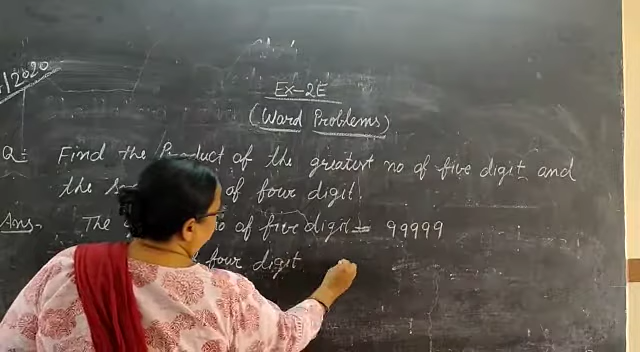 /2020
Ex-2E
(Word Problems)
Q: Find the Product of the greatest no of five digit and
the of four digit.
Ans. The no of five digit = 99999
four digit